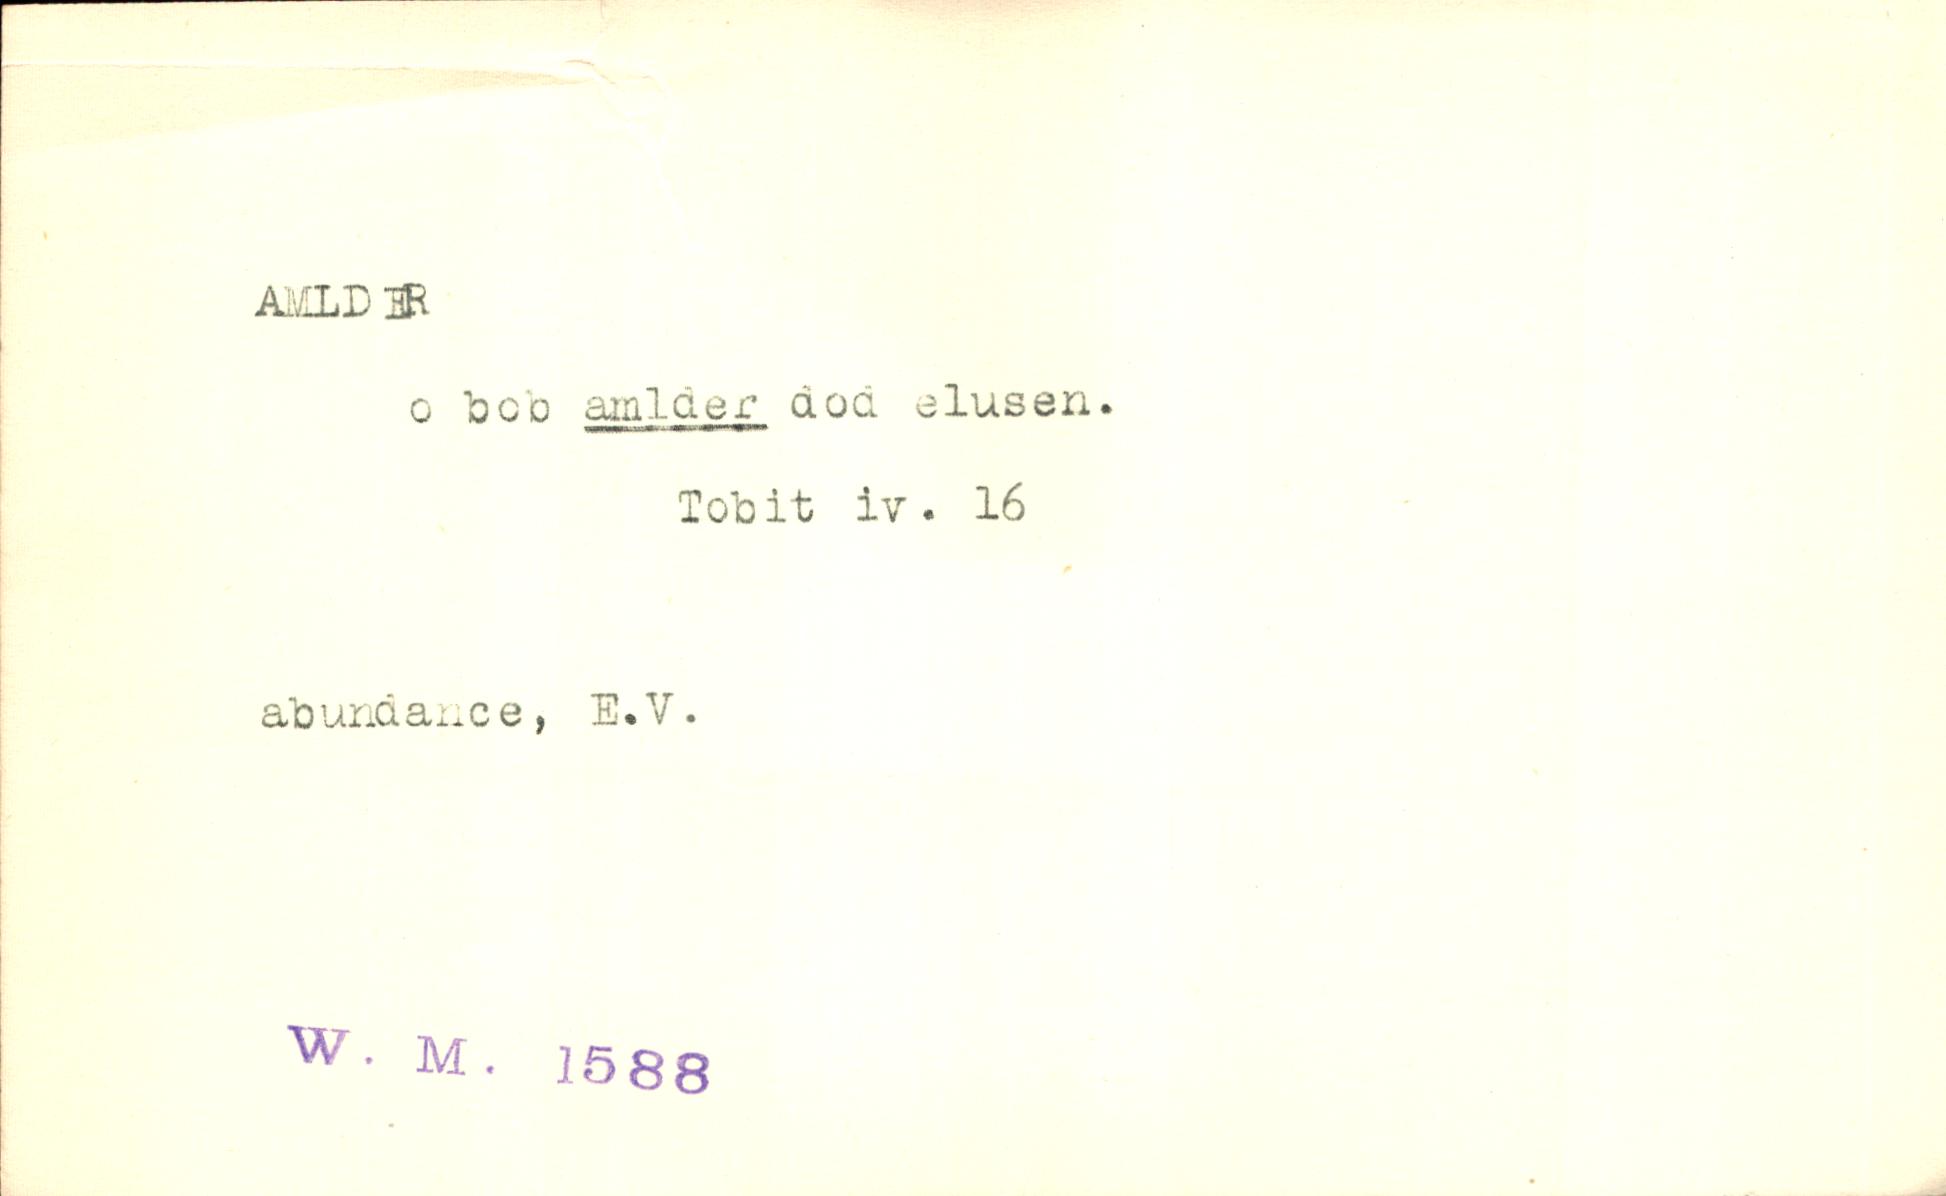 AMLDER
o bob amlder dod elusen.
Tobit iv. 16
abundance, E.V.
W. M. 1588